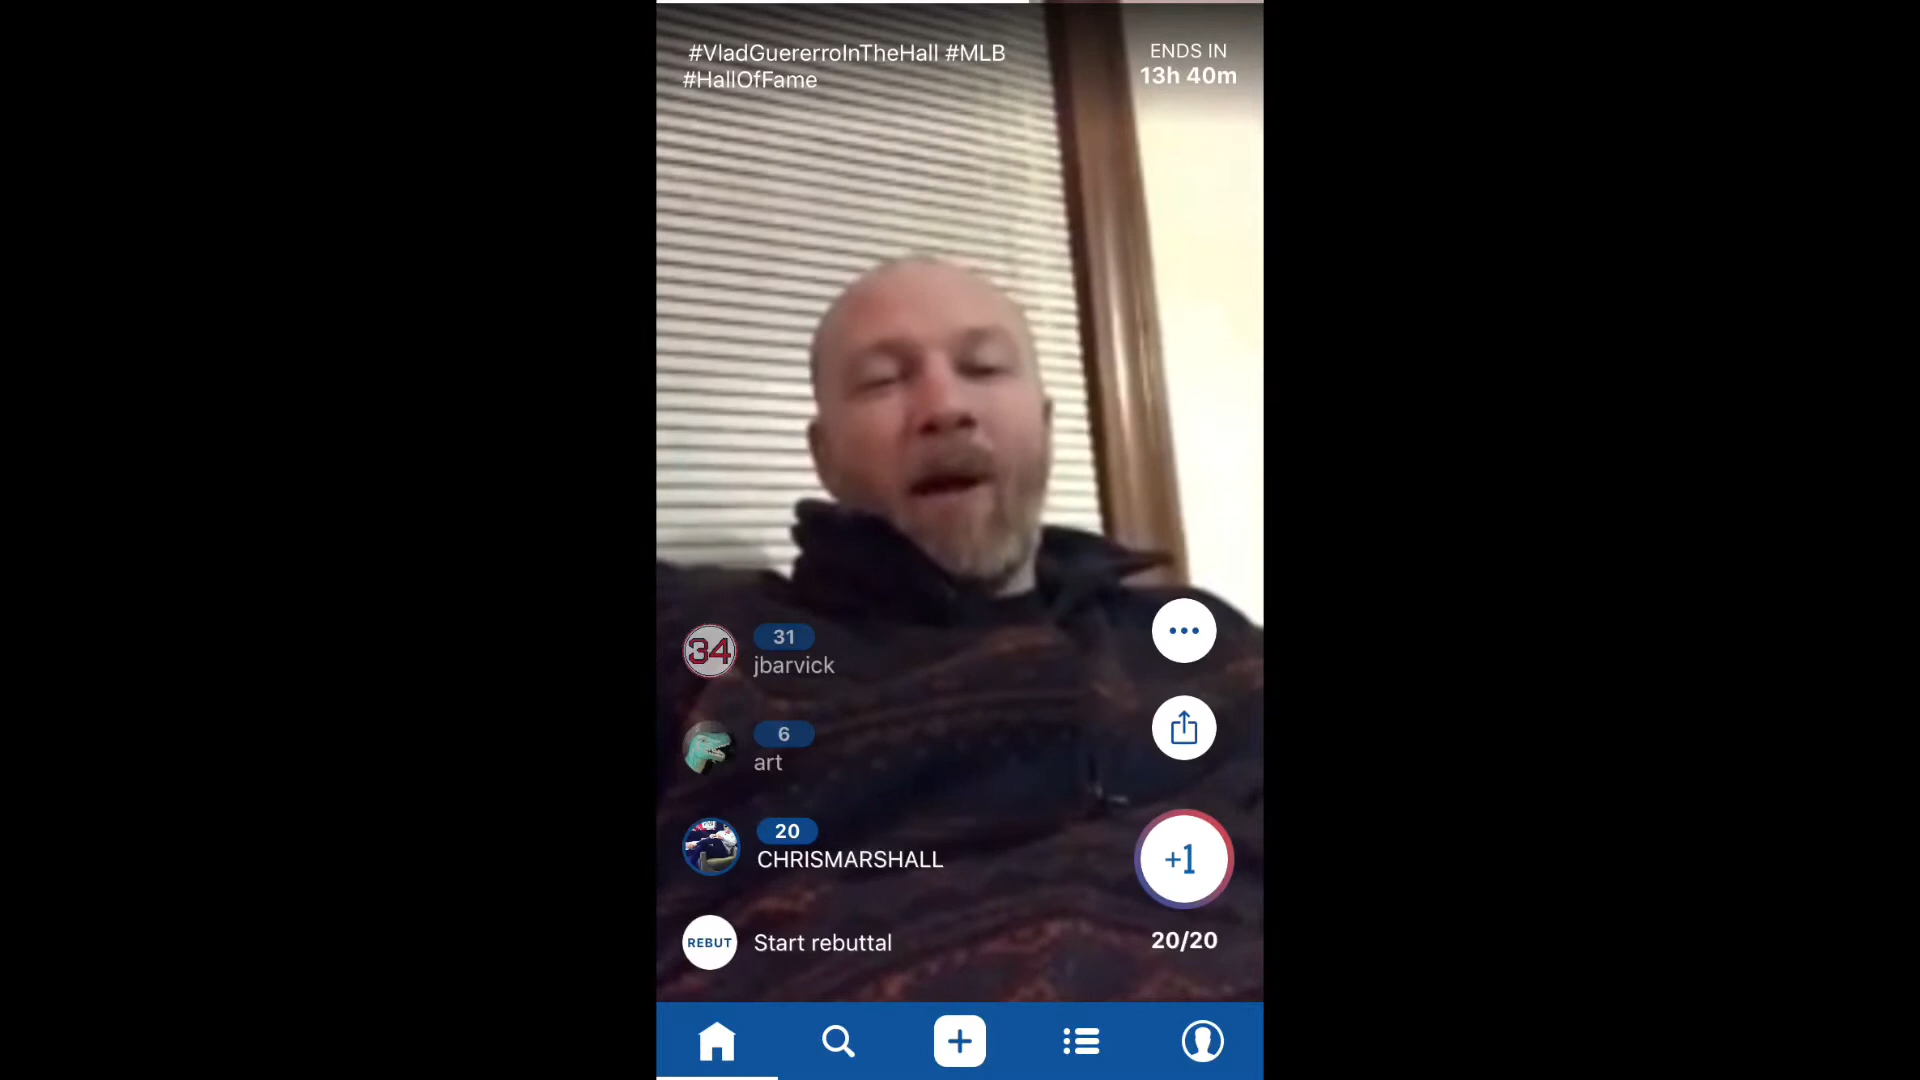 #VladGuererroInTheHall #MLB
#HallOfFame
ENDS IN
13h 40m
34
31
jbarvick
6
art
20
CHRISMARSHALL
+1
REBUT
Start rebuttal
20/20